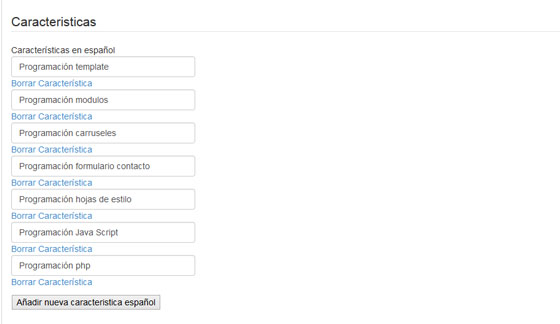 Caracteristicas
Características en español
Programación template
Borrar Característica
Programación modulos
Borrar Característica
Programación carruseles
Borrar Característica
Programación formulario contacto
Borrar Característica
Programación hojas de estilo
Borrar Característica
Programación Java Script
Borrar Característica
Programación php
Borrar Característica
Añadir nueva caracteristica español